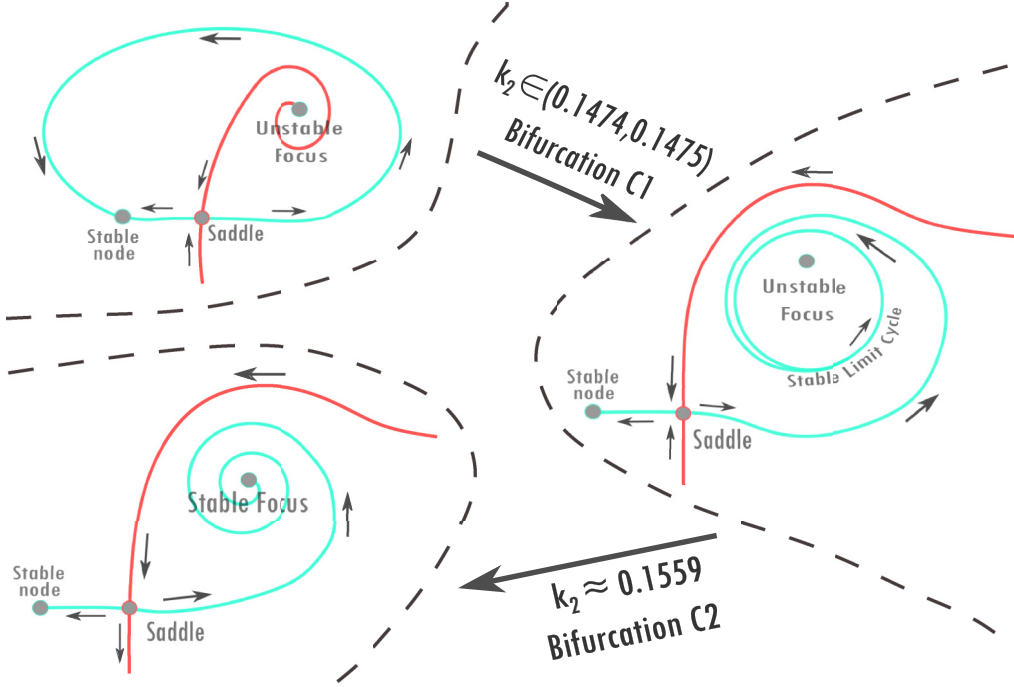 Unstable
Focus
Stable
node
Saddle
k₂∈(0.1474,0.1475)
Bifurcation C1
Unstable
Focus
Stable Limit Cycle
Stable
node
Saddle
Stable Focus
Stable
node
Saddle
k₂≈0.1559
Bifurcation C2